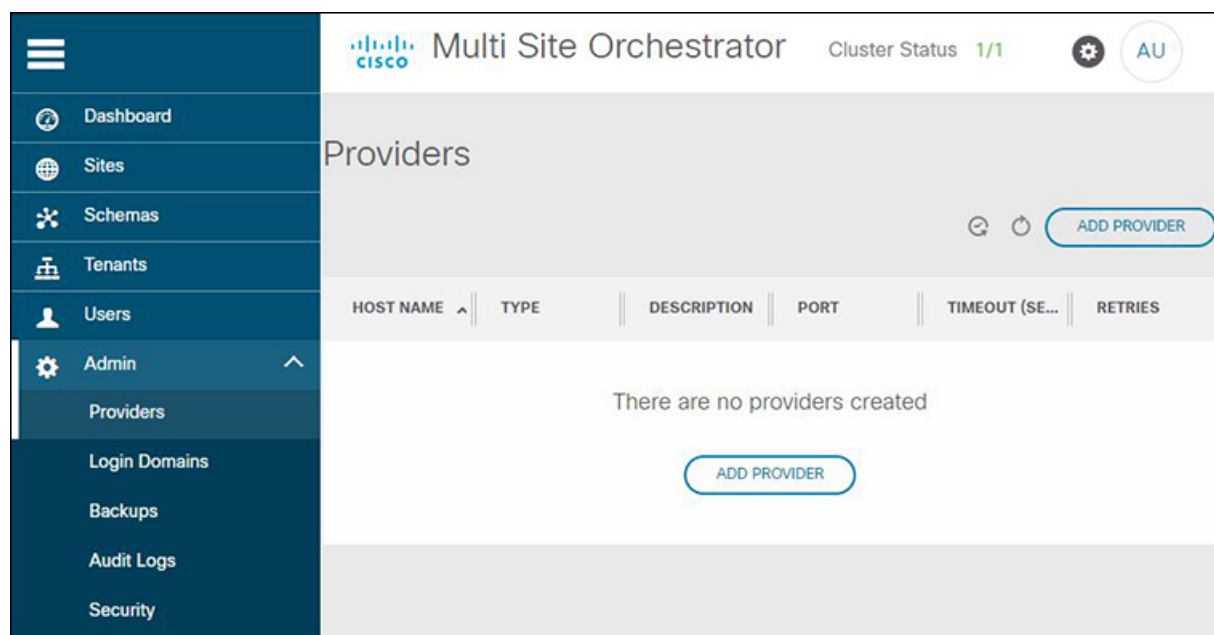 CISCO Multi Site Orchestrator Cluster Status 1/1 AU
Dashboard
Sites
Schemas
Tenants
Users
Admin
Providers
Login Domains
Backups
Audit Logs
Security
Providers
ADD PROVIDER
HOST NAME TYPE DESCRIPTION PORT TIMEOUT (SE... RETRIES
There are no providers created
ADD PROVIDER